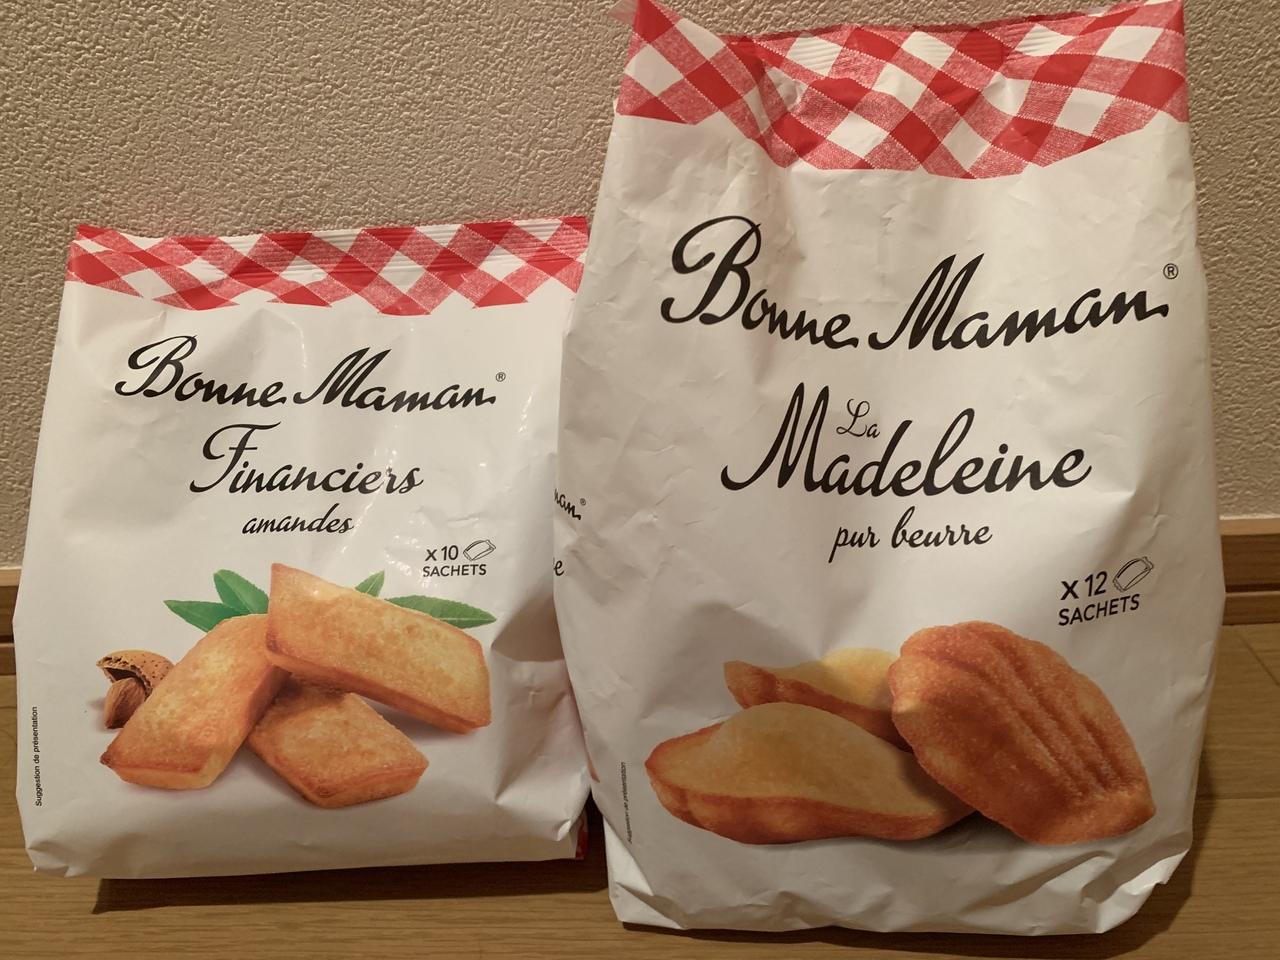 Bonne Maman®
Financiers
amandes
x 10
SACHETS
Suggestion de présentation
Bonne Maman®
La
Madeleine
pur beurre
x 12
SACHETS
Suggestion de présentation